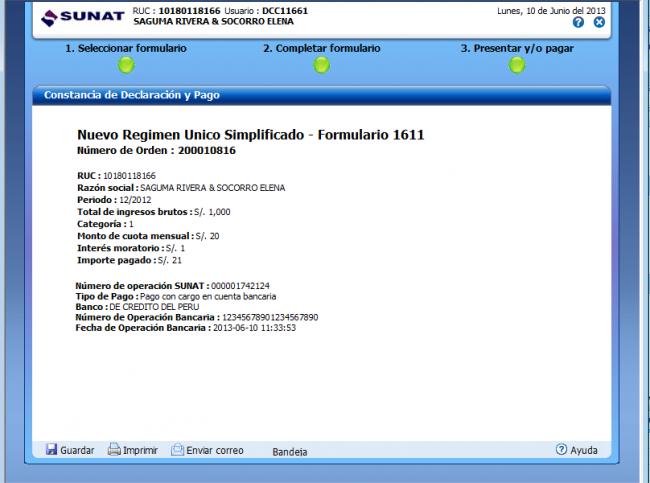 SUNAT
RUC : 10180118166 Usuario : DCC11661
SAGUMA RIVERA & SOCORRO ELENA
Lunes, 10 de Junio del 2013
1. Seleccionar formulario
2. Completar formulario
3. Presentar y/o pagar
Constancia de Declaración y Pago
Nuevo Regimen Unico Simplificado - Formulario 1611
Número de Orden : 200010816
RUC : 10180118166
Razón social : SAGUMA RIVERA & SOCORRO ELENA
Periodo : 12/2012
Total de ingresos brutos : S/. 1,000
Categoría : 1
Monto de cuota mensual : S/. 20
Interés moratorio : S/. 1
Importe pagado : S/. 21
Número de operación SUNAT : 000001742124
Tipo de Pago : Pago con cargo en cuenta bancaria
Banco : DE CREDITO DEL PERU
Número de Operación Bancaria : 12345678901234567890
Fecha de Operación Bancaria : 2013-06-10 11:33:53
Guardar Imprimir Enviar correo Bandeja ? Ayuda